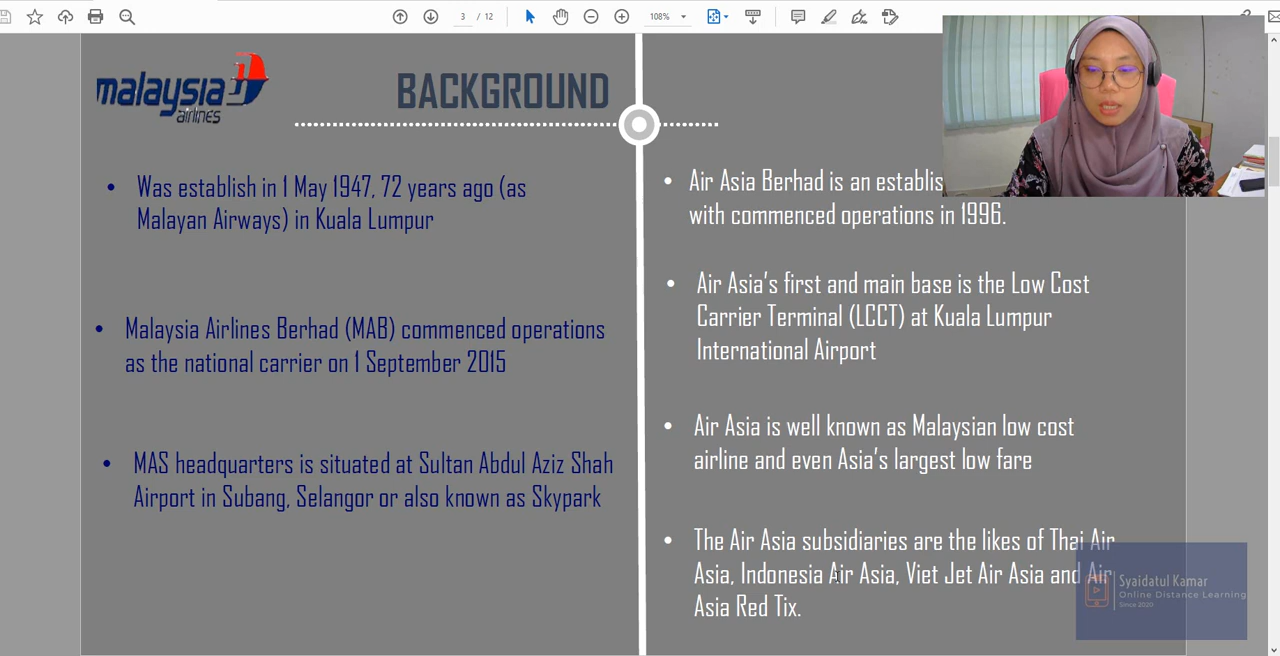 3 / 12
108%
malaysia
airlines
BACKGROUND
• Was establish in 1 May 1947, 72 years ago (as
Malayan Airways) in Kuala Lumpur
• Malaysia Airlines Berhad (MAB) commenced operations
as the national carrier on 1 September 2015
• MAS headquarters is situated at Sultan Abdul Aziz Shah
Airport in Subang, Selangor or also known as Skypark
• Air Asia Berhad is an establis
with commenced operations in 1996.
• Air Asia's first and main base is the Low Cost
Carrier Terminal (LCCT) at Kuala Lumpur
International Airport
• Air Asia is well known as Malaysian low cost
airline and even Asia's largest low fare
• The Air Asia subsidiaries are the likes of Thai Air
Asia, Indonesia Air Asia, Viet Jet Air Asia and Air
Asia Red Tix.
Syaidatul Kamar
Online Distance Learning
Since 2020